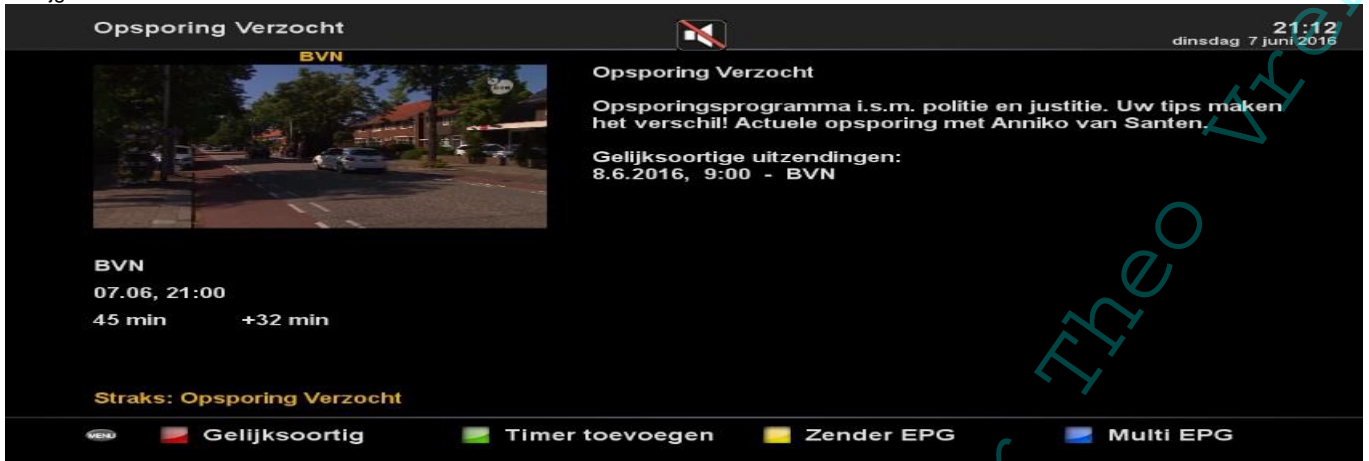 Opsporing Verzocht
21:12
dinsdag 7 juni 2016
BVN
Opsporing Verzocht
Opsporingsprogramma i.s.m. politie en justitie. Uw tips maken
het verschil! Actuele opsporing met Anniko van Santen.
Gelijksoortige uitzendingen:
8.6.2016, 9:00 - BVN
BVN
07.06, 21:00
45 min +32 min
Straks: Opsporing Verzocht
MENU Gelijksoortig Timer toevoegen Zender EPG Multi EPG
Theo